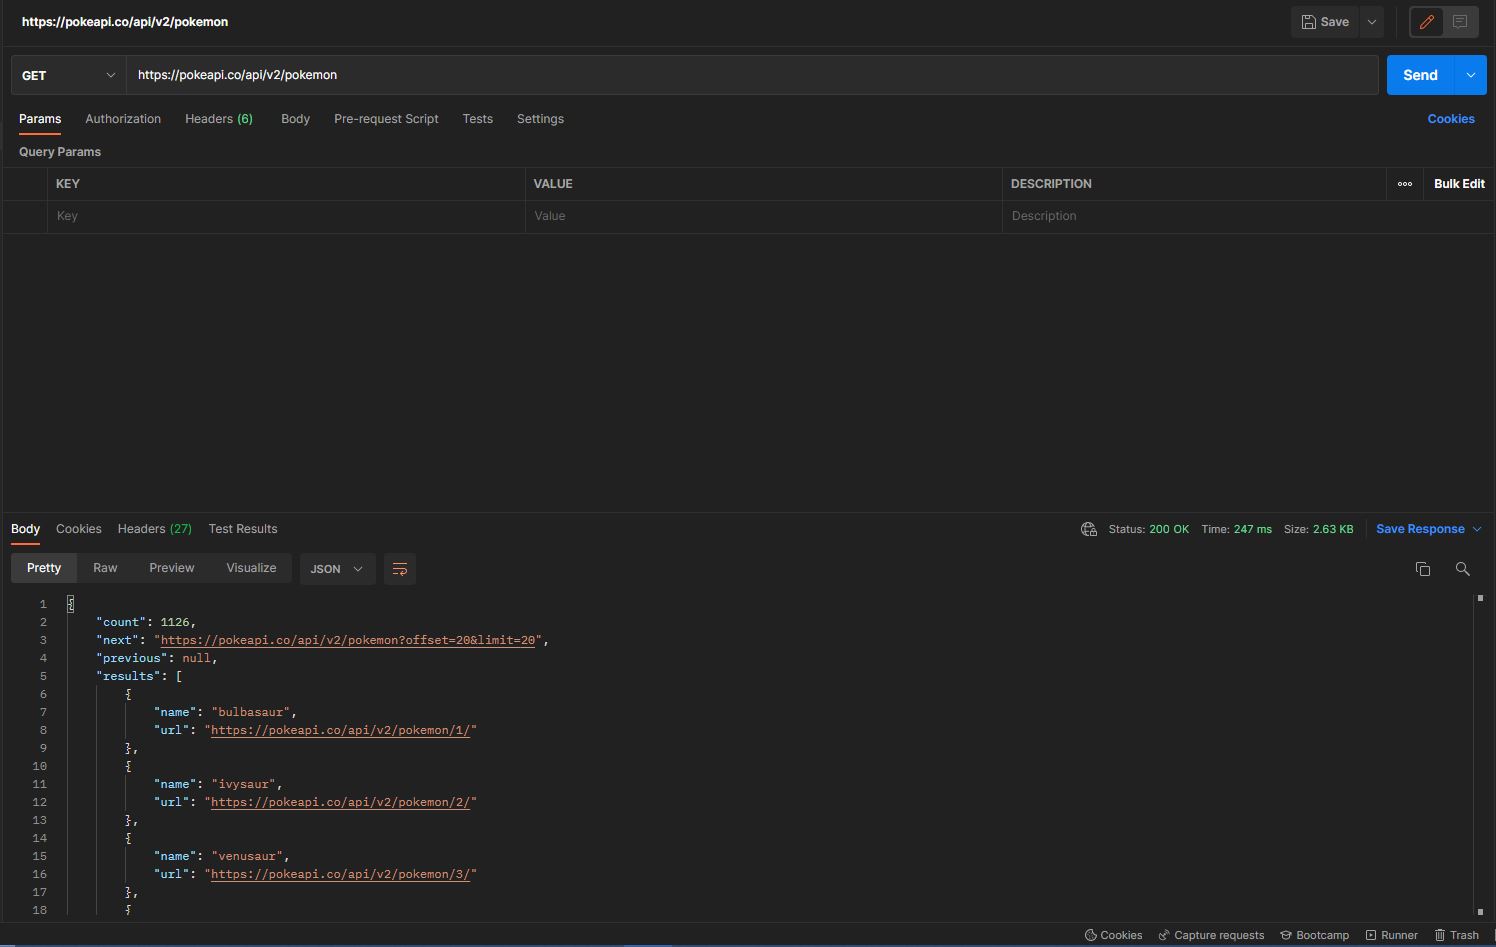 https://pokeapi.co/api/v2/pokemon
Save
GET https://pokeapi.co/api/v2/pokemon Send
Params Authorization Headers (6) Body Pre-request Script Tests Settings Cookies
Query Params
KEY VALUE DESCRIPTION ooo Bulk Edit
Key Value Description
Body Cookies Headers (27) Test Results Status: 200 OK Time: 247 ms Size: 2.63 KB Save Response
Pretty Raw Preview Visualize JSON
1 {
2 "count": 1126,
3 "next": "https://pokeapi.co/api/v2/pokemon?offset=20&limit=20",
4 "previous": null,
5 "results": [
6 {
7 "name": "bulbasaur",
8 "url": "https://pokeapi.co/api/v2/pokemon/1/"
9 },
10 {
11 "name": "ivysaur",
12 "url": "https://pokeapi.co/api/v2/pokemon/2/"
13 },
14 {
15 "name": "venusaur",
16 "url": "https://pokeapi.co/api/v2/pokemon/3/"
17 },
18 {
Cookies Capture requests Bootcamp Runner Trash